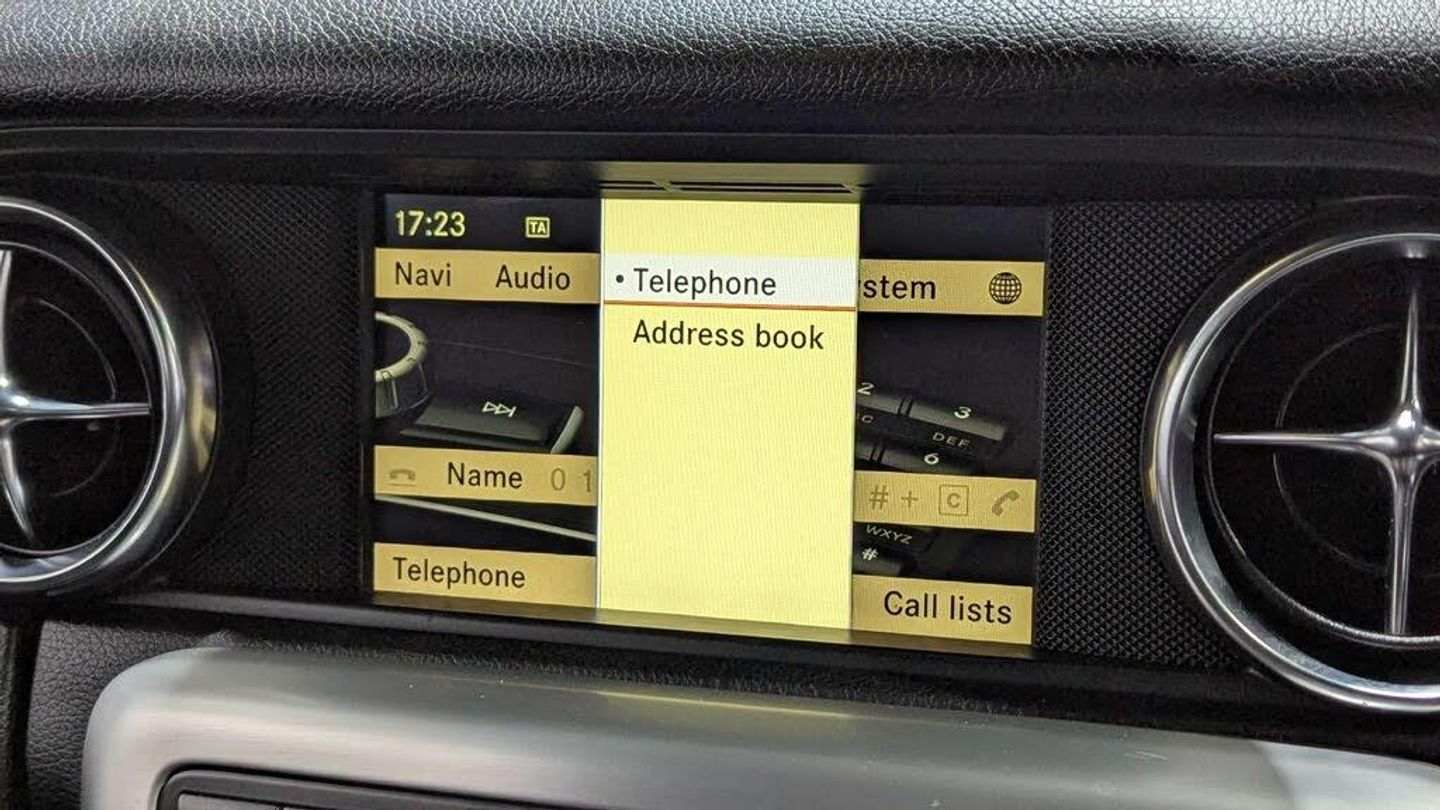 17:23 TA
Navi Audio
• Telephone
stem
Address book
2
3
DEF
6
Name 0 1
# + C
WXYZ
#
Telephone
Call lists